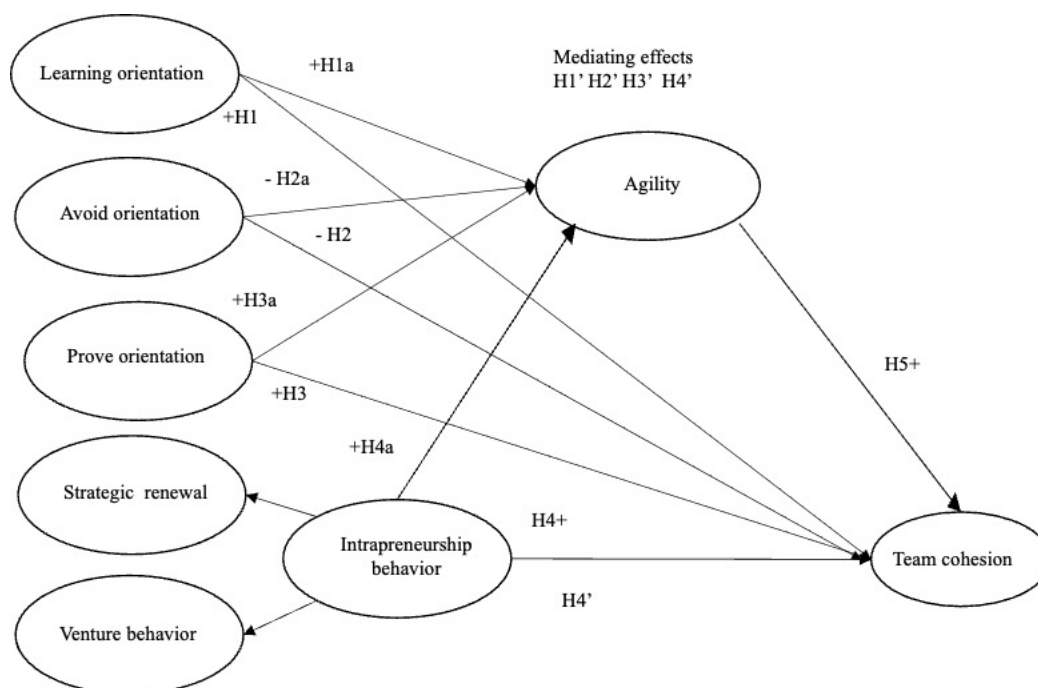 Learning orientation
+H1a
Mediating effects
H1’ H2’ H3’ H4’
+H1
Agility
- H2a
Avoid orientation
- H2
+H3a
Prove orientation
H5+
+H3
+H4a
Strategic renewal
H4+
Intrapreneurship
behavior
Team cohesion
H4’
Venture behavior